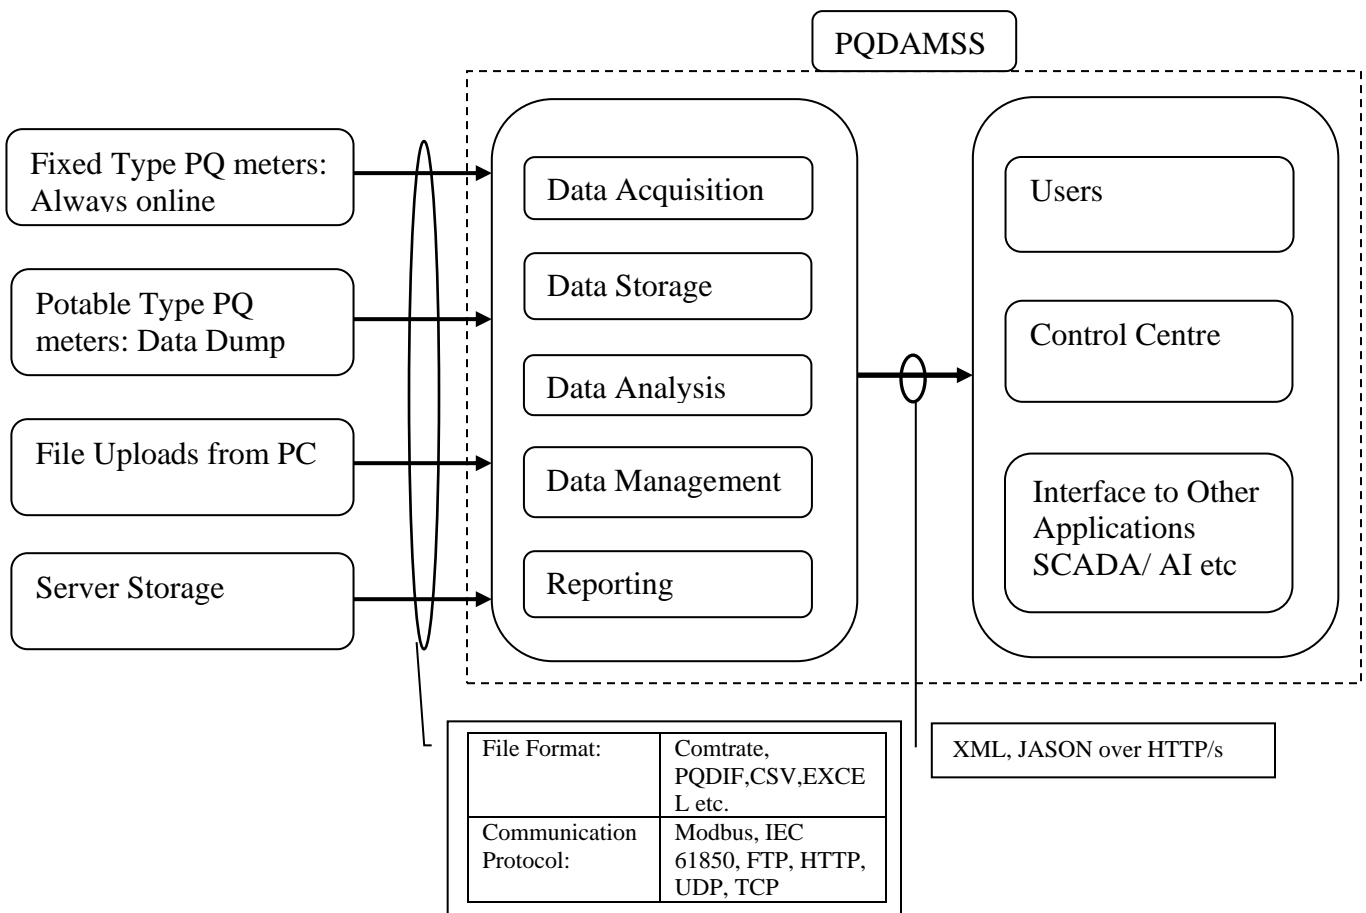 PQDAMSS
Fixed Type PQ meters:
Always online
Potable Type PQ
meters: Data Dump
File Uploads from PC
Server Storage
Data Acquisition
Data Storage
Data Analysis
Data Management
Reporting
Users
Control Centre
Interface to Other
Applications
SCADA/ AI etc
File Format:
Comtrate,
PQDIF,CSV,EXCE
L etc.
Communication
Protocol:
Modbus, IEC
61850, FTP, HTTP,
UDP, TCP
XML, JASON over HTTP/s